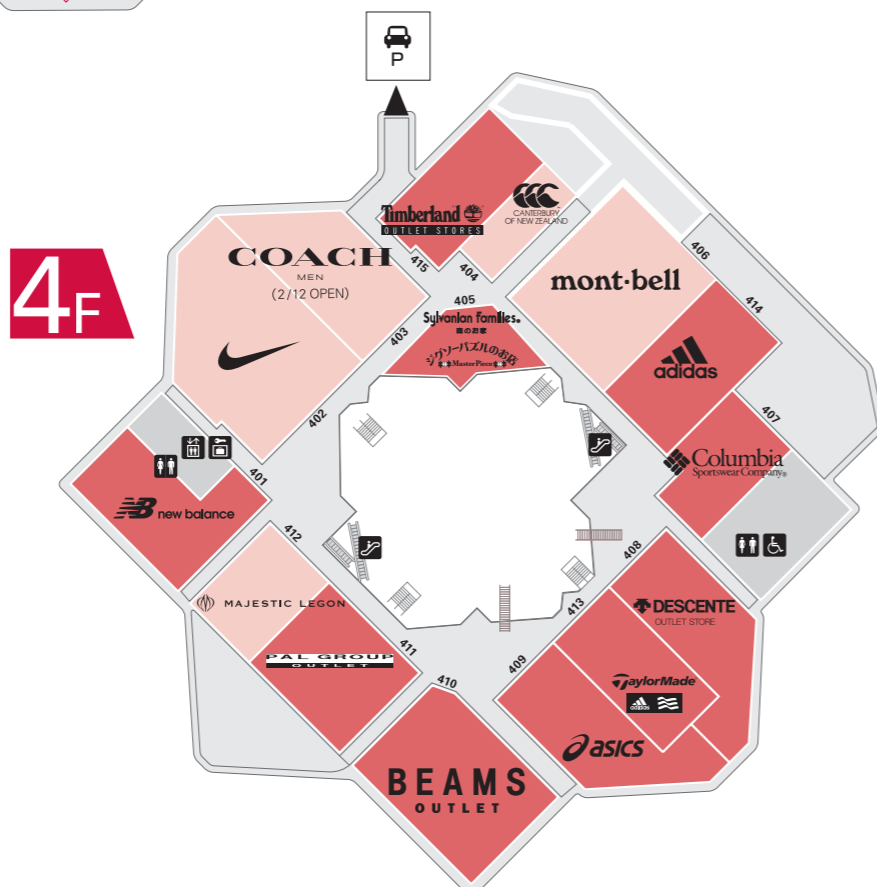 P
4F
Timberland
OUTLET STORES
CANTERBURY
OF NEW ZEALAND
COACH
MEN
(2/12 OPEN)
415
404
405
406
mont·bell
414
Sylvanian Families®
森のお家
ジグソーパズルのお店
MasterPiece
403
402
adidas
407
Columbia
Sportswear Company®
401
new balance
412
408
MAJESTIC LEGON
413
DESCENTE
OUTLET STORE
411
PAL GROUP
OUTLET
409
410
TaylorMade
adidas
asics
BEAMS
OUTLET